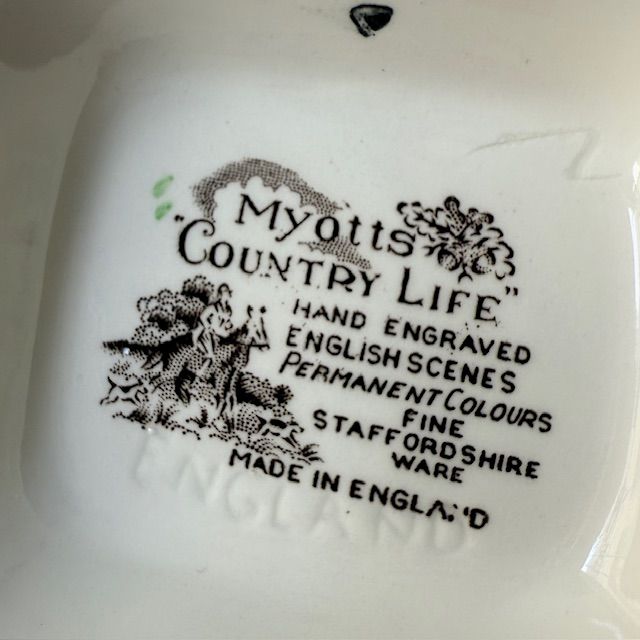 Myotts
"COUNTRY LIFE"
HAND ENGRAVED
ENGLISH SCENES
PERMANENT COLOURS
FINE
STAFFORDSHIRE
WARE
MADE IN ENGLAND
ENGLAND